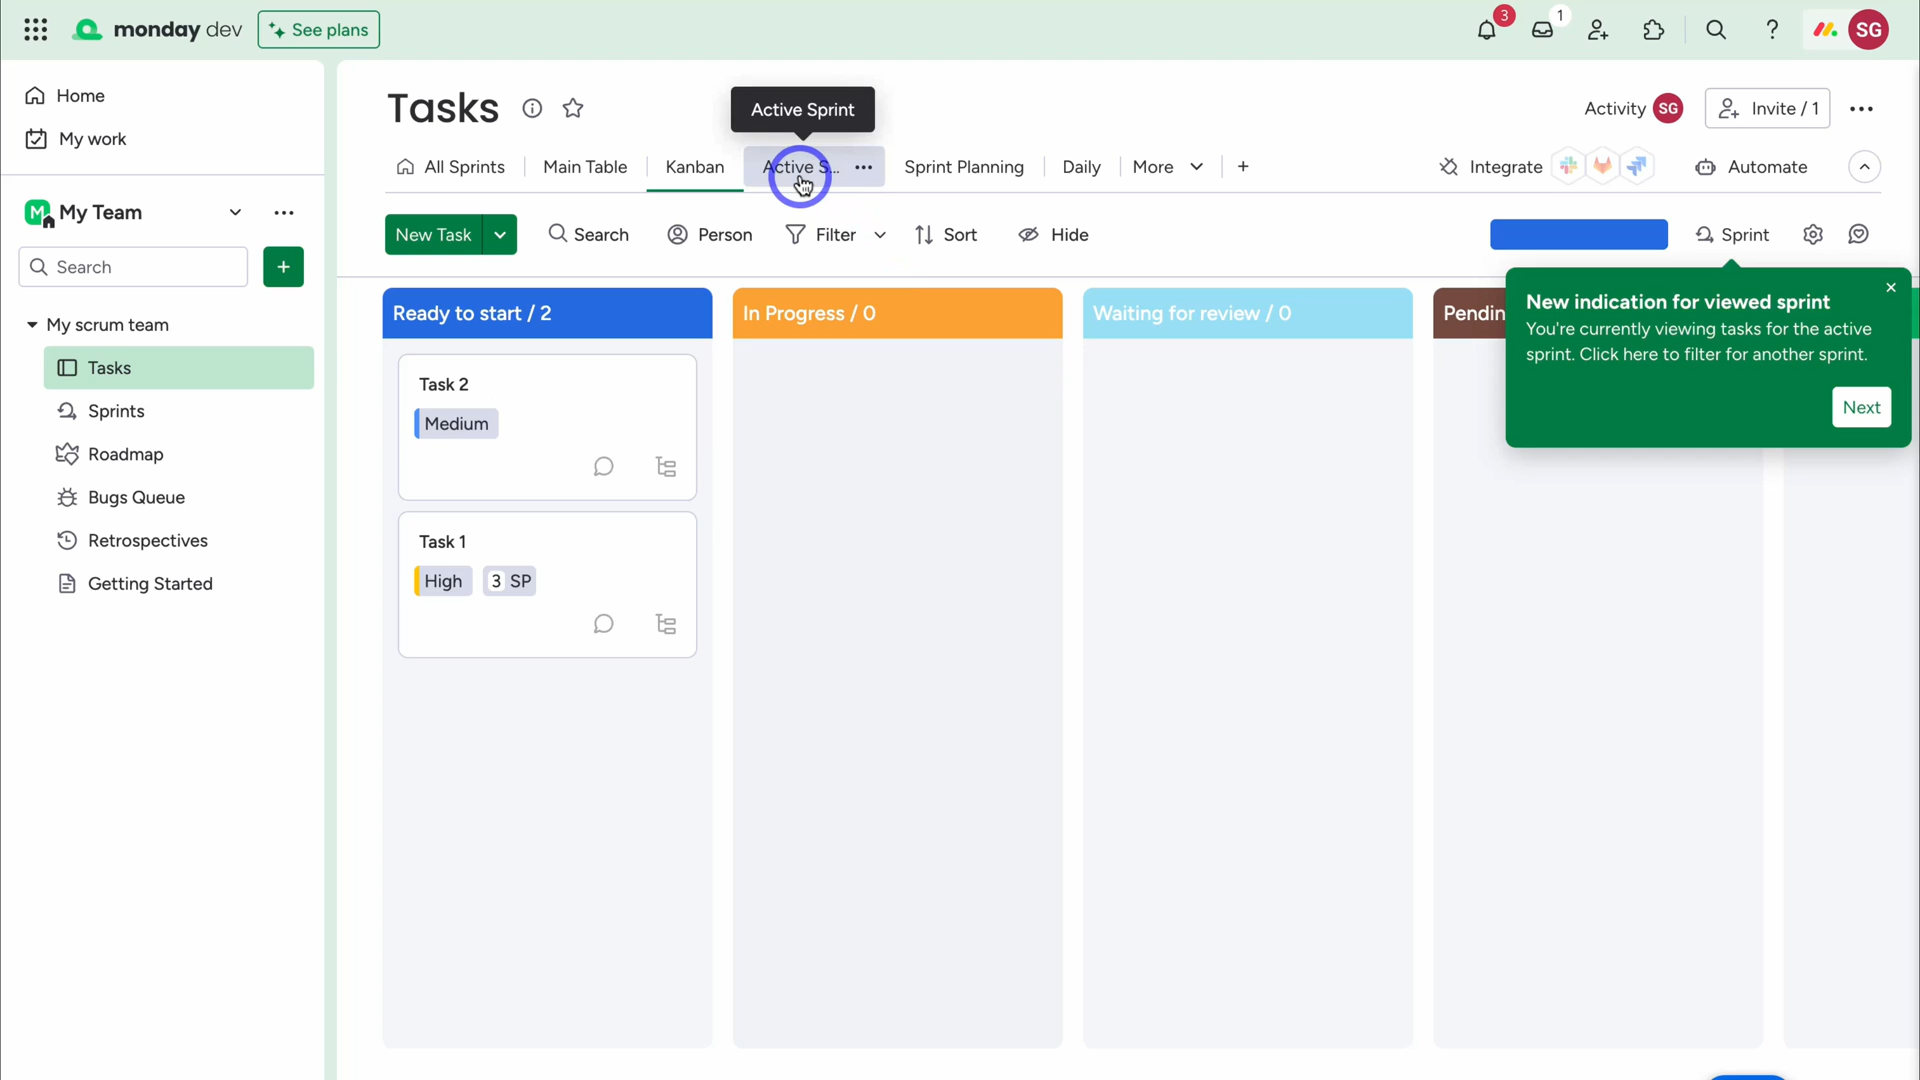 monday dev
See plans
3
1
SG
Home
My work
M
My Team
Search
+
My scrum team
Tasks
Sprints
Roadmap
Bugs Queue
Retrospectives
Getting Started
Tasks
Active Sprint
Activity SG
Invite / 1
All Sprints
Main Table
Kanban
Active S...
Sprint Planning
Daily
More
+
Integrate
Automate
New Task
Search
Person
Filter
Sort
Hide
Sprint
New indication for viewed sprint
You're currently viewing tasks for the active
sprint. Click here to filter for another sprint.
Next
Ready to start / 2
In Progress / 0
Waiting for review / 0
Pendin
Task 2
Medium
Task 1
High
3 SP